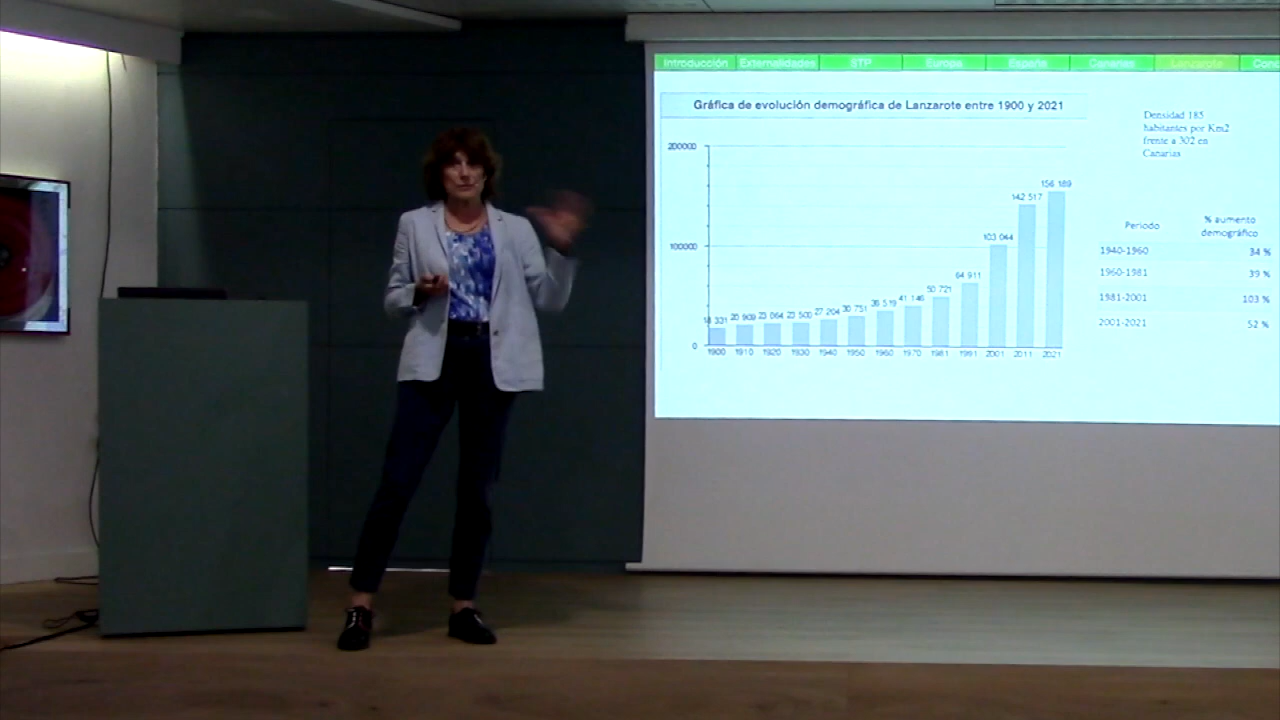 Introducción Externalidades STP Europa España Canarias Lanzarote Conc
Gráfica de evolución demográfica de Lanzarote entre 1900 y 2021
Densidad 185
habitantes por Km2
frente a 302 en
Canarias
200000
100000
0
20 909 23 064 23 500 27 204 30 751 36 519 41 146 50 721 64 911 103 044 142 517 156 189
1900 1910 1920 1930 1940 1950 1960 1970 1981 1991 2001 2011 2021
Periodo % aumento
demográfico
1940-1960 34 %
1960-1981 39 %
1981-2001 103 %
2001-2021 52 %